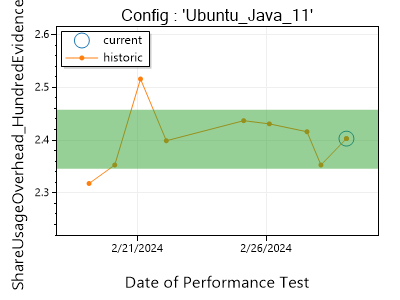 Config : 'Ubuntu_Java_11'
current
historic
ShareUsageOverhead_HundredEvidence
2.6
2.5
2.4
2.3
2/21/2024
2/26/2024
Date of Performance Test